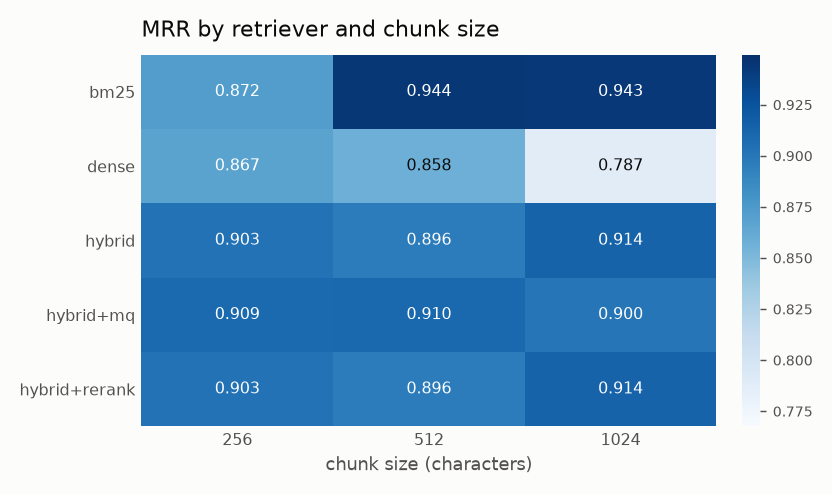 MRR by retriever and chunk size
bm25 0.872 0.944 0.943
dense 0.867 0.858 0.787
hybrid 0.903 0.896 0.914
hybrid+mq 0.909 0.910 0.900
hybrid+rerank 0.903 0.896 0.914
256 512 1024
chunk size (characters)
0.925
0.900
0.875
0.850
0.825
0.800
0.775